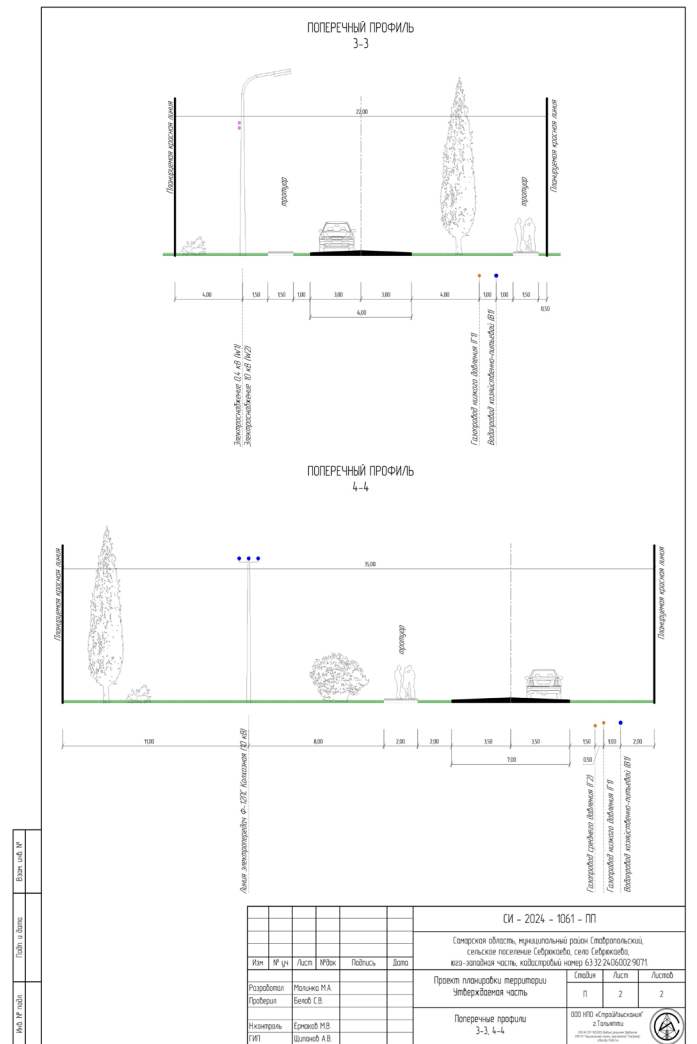 ПОПЕРЕЧНЫЙ ПРОФИЛЬ
3-3
Планируемая красная линия
22,00
тротуар
тротуар
Планируемая красная линия
4,00
1,50
1,50
1,00
3,00
3,00
4,00
1,00
1,00
1,50
6,00
0,50
Электроснабжение 0,4 кВ (W1)
Электроснабжение 10 кВ (W2)
Газопровод низкого давления (Г1)
Водопровод хозяйственно-питьевой (В1)
ПОПЕРЕЧНЫЙ ПРОФИЛЬ
4-4
Планируемая красная линия
35,00
тротуар
Планируемая красная линия
11,00
8,00
2,00
2,00
3,50
3,50
1,50
1,00
2,00
7,00
0,50
Линия электропередач Ф-12ПС Колхозная (10 кВ)
Газопровод среднего давления (Г2)
Газопровод низкого давления (Г1)
Водопровод хозяйственно-питьевой (В1)
Взам. инв. №
Подп. и дата
Инв. № подл.
СИ - 2024 - 1061 - ПП
Самарская область, муниципальный район Ставропольский,
сельское поселение Севрюкаево, село Севрюкаево,
юго-западная часть, кадастровый номер 63:32:2406002:9071.
Изм Nº уч Лист №док Подпись Дата
Разработал Малинка М.А.
Проверил Белов С.В.
Н.контроль Ермаков М.В.
ГИП Щипанов А.В.
Проект планировки территории
Утверждаемая часть
Стадия Лист Листов
П 2 2
Поперечные профили
3-3, 4-4
ООО НПО «СтройИзыскания"
г.Тольятти